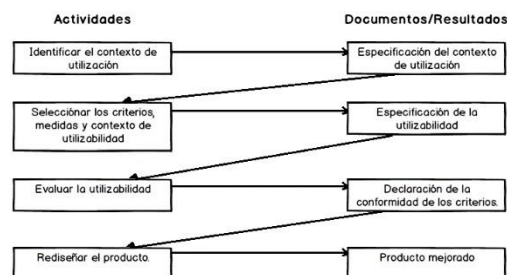 Actividades
Documentos/Resultados
Identificar el contexto de
utilización
Especificación del contexto
de utilización
Seleccionar los criterios,
medidas y contexto de
utilizabilidad
Especificación de la
utilizabilidad
Evaluar la utilizabilidad
Declaración de la
conformidad de los criterios.
Rediseñar el producto.
Producto mejorado